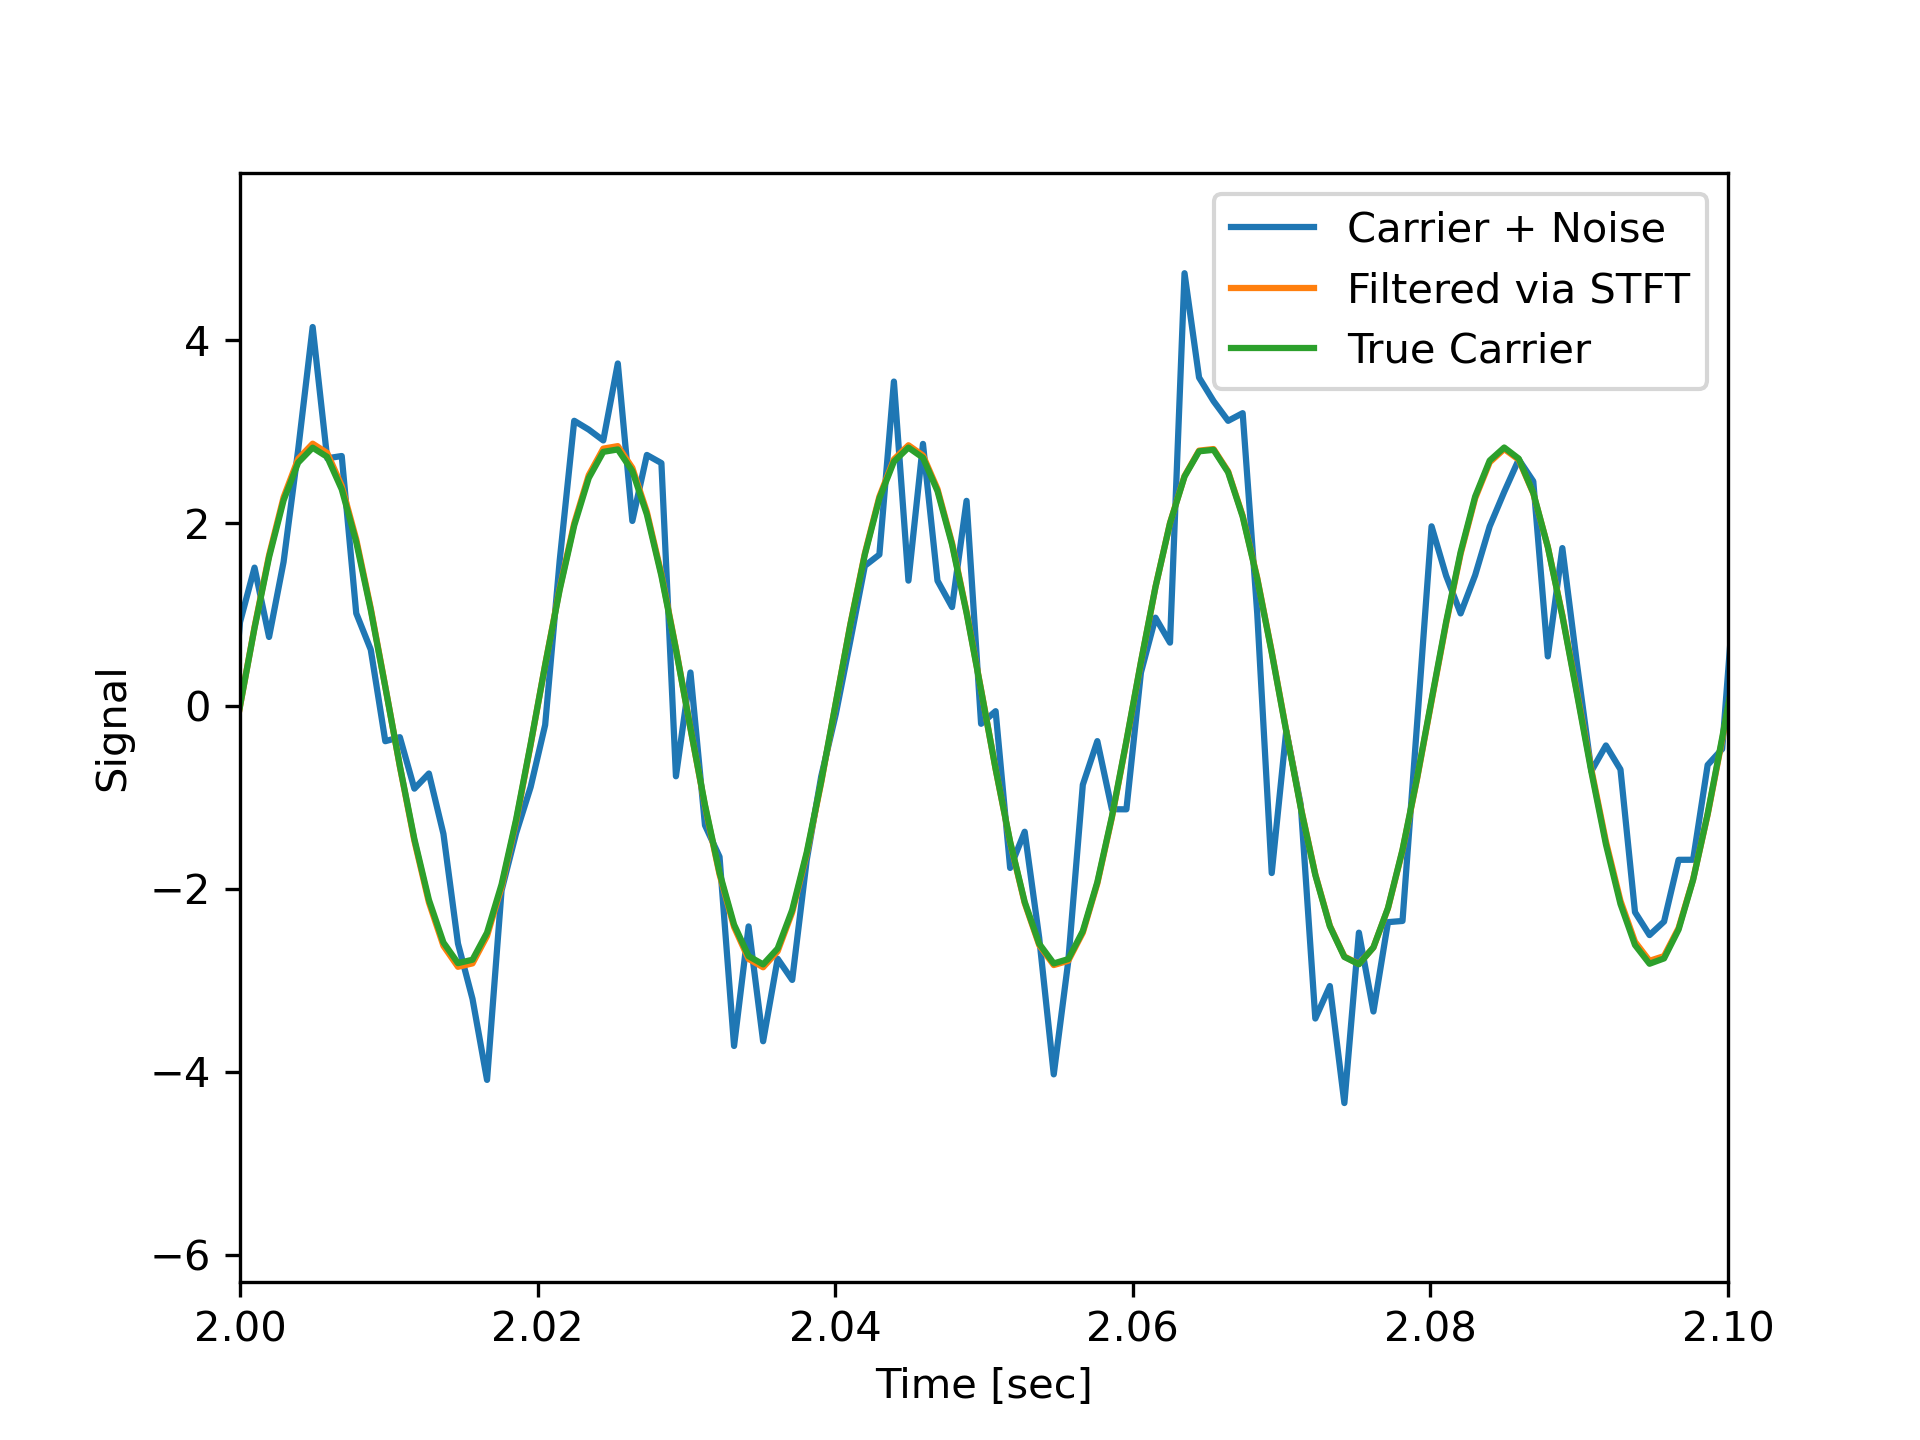 Carrier + Noise
Filtered via STFT
True Carrier
4
2
0
−2
−4
−6
Signal
2.00 2.02 2.04 2.06 2.08 2.10
Time [sec]